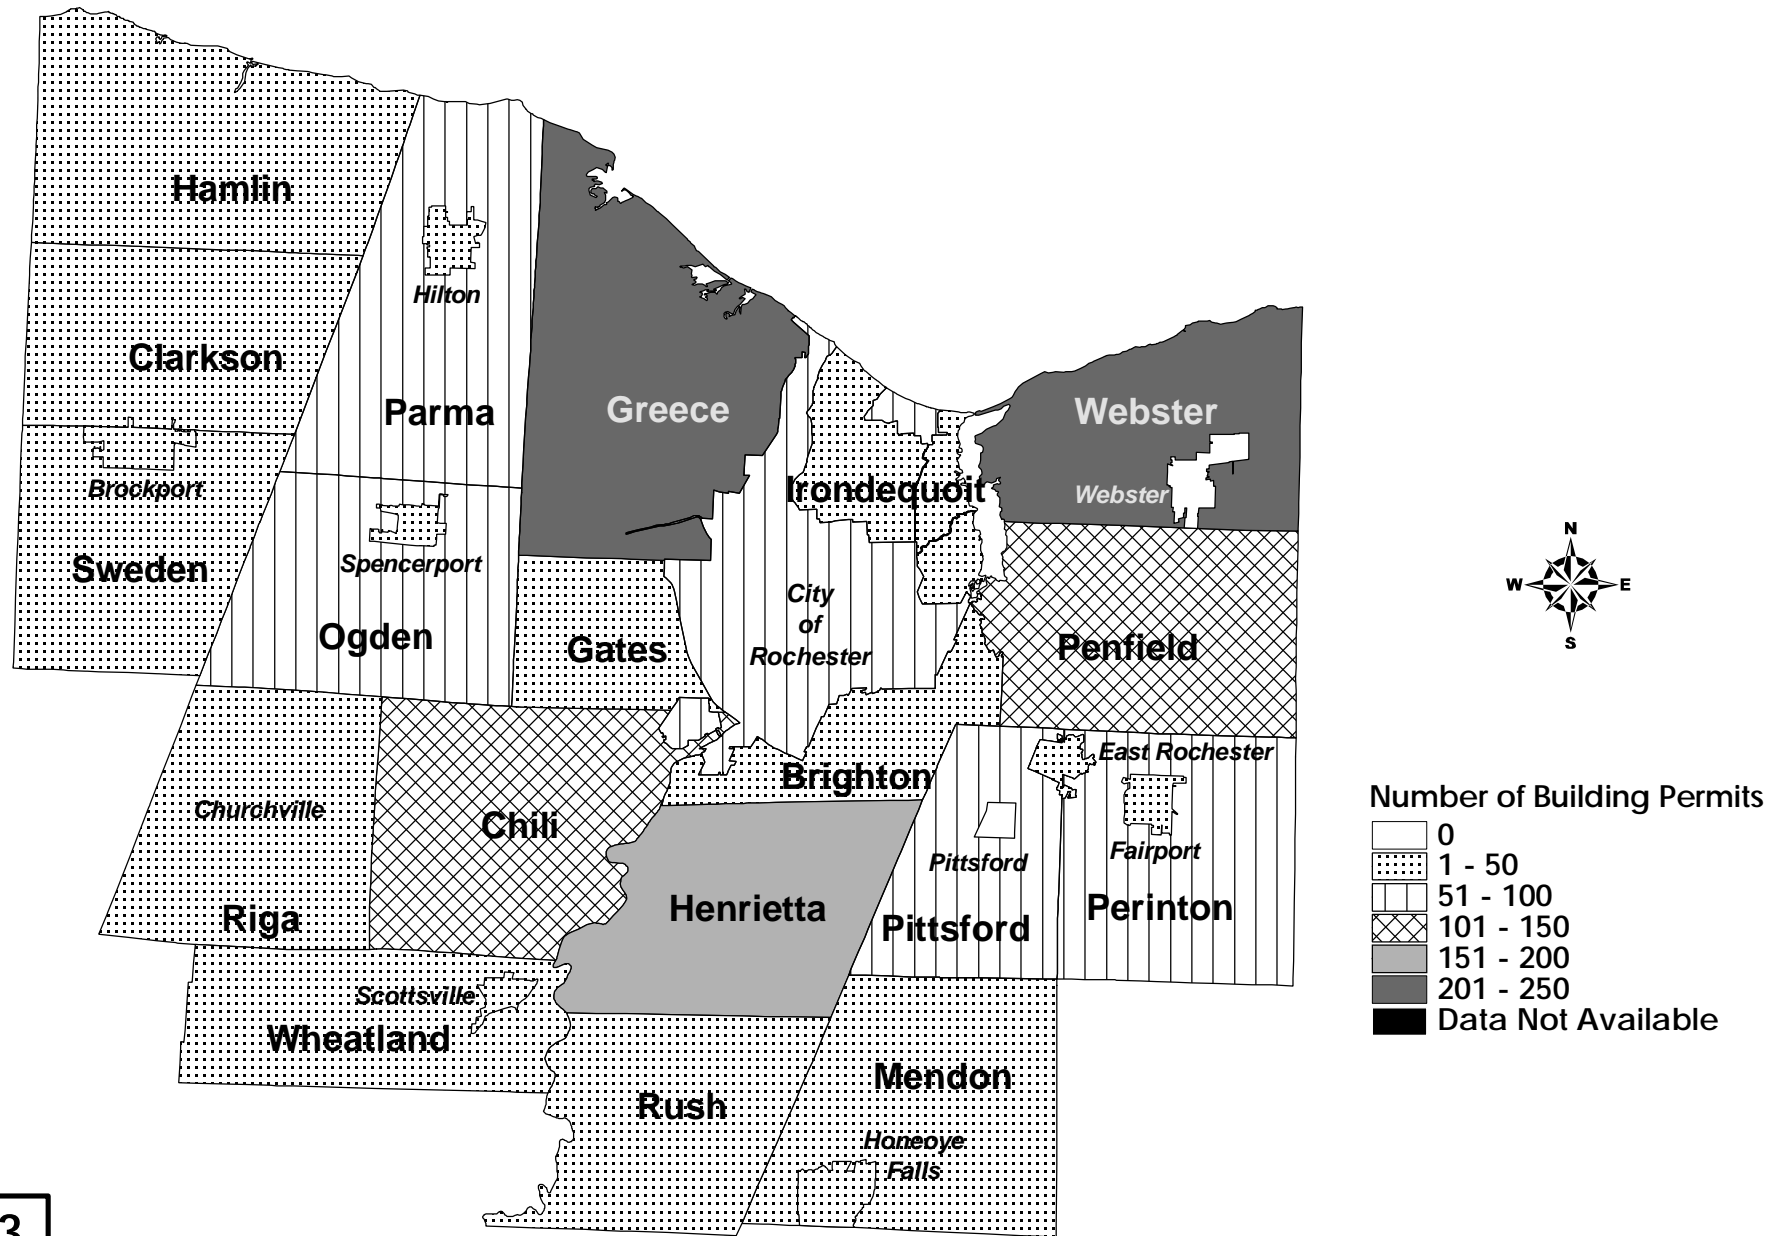 Hamlin
Hilton
Clarkson
Parma
Greece
Webster
Brockport
Irondequoit
Webster
Sweden
Spencerport
Ogden
Gates
City
of
Rochester
Penfield
N
W
E
S
East Rochester
Brighton
Churchville
Chili
Pittsford
Fairport
Riga
Henrietta
Pittsford
Perinton
Scottsville
Wheatland
Mendon
Rush
Honeoye
Falls
Number of Building Permits
0
1 - 50
51 - 100
101 - 150
151 - 200
201 - 250
Data Not Available
3